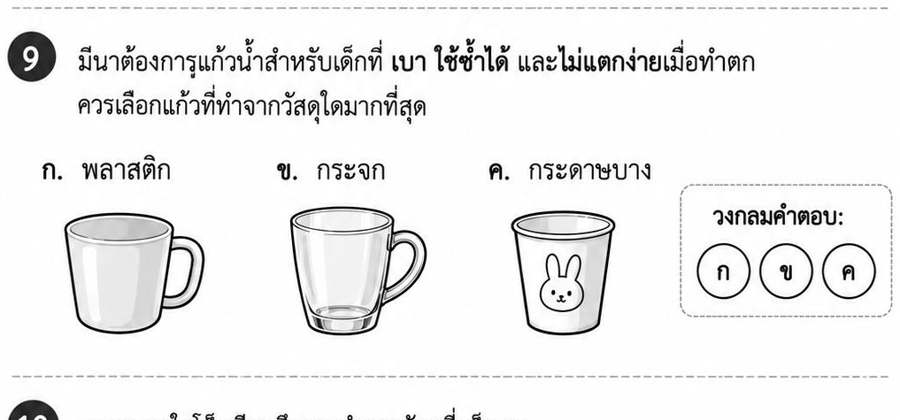 9 มีนาต้องการแก้วน้ำสำหรับเด็กที่ เบา ใช้ซ้ำได้ และไม่แตกง่ายเมื่อทำตก
ควรเลือกแก้วที่ทำจากวัสดุใดมากที่สุด
ก. พลาสติก ข. กระจก ค. กระดาษบาง
วงกลมคำตอบ:
ก ข ค
10